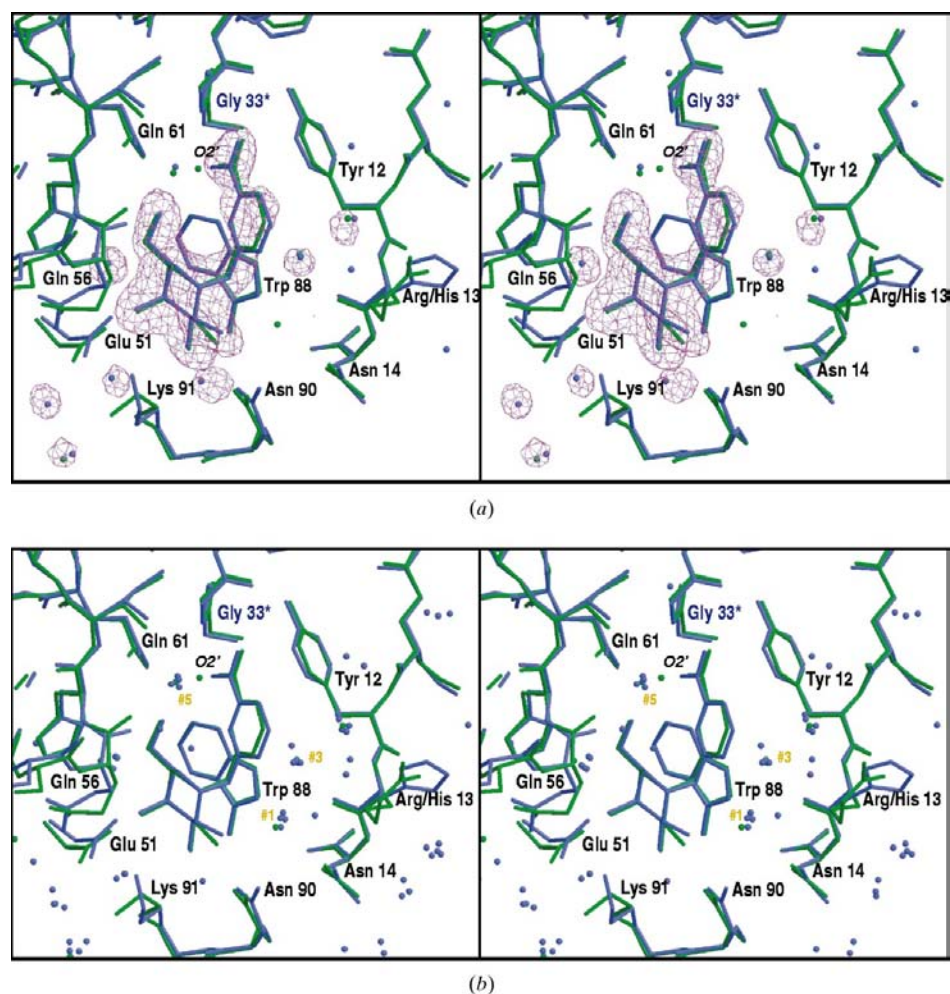 Gly 33*
Gln 61
O2'
Tyr 12
Gln 56
Trp 88
Arg/His 13
Glu 51
Asn 14
Lys 91
Asn 90
Gly 33*
Gln 61
O2'
Tyr 12
Gln 56
Trp 88
Arg/His 13
Glu 51
Asn 14
Lys 91
Asn 90
(a)
Gly 33*
Gln 61
O2'
Tyr 12
#5
#3
Gln 56
Trp 88
Arg/His 13
#1
Glu 51
Asn 14
Lys 91
Asn 90
Gly 33*
Gln 61
O2'
Tyr 12
#5
#3
Gln 56
Trp 88
Arg/His 13
#1
Glu 51
Asn 14
Lys 91
Asn 90
(b)